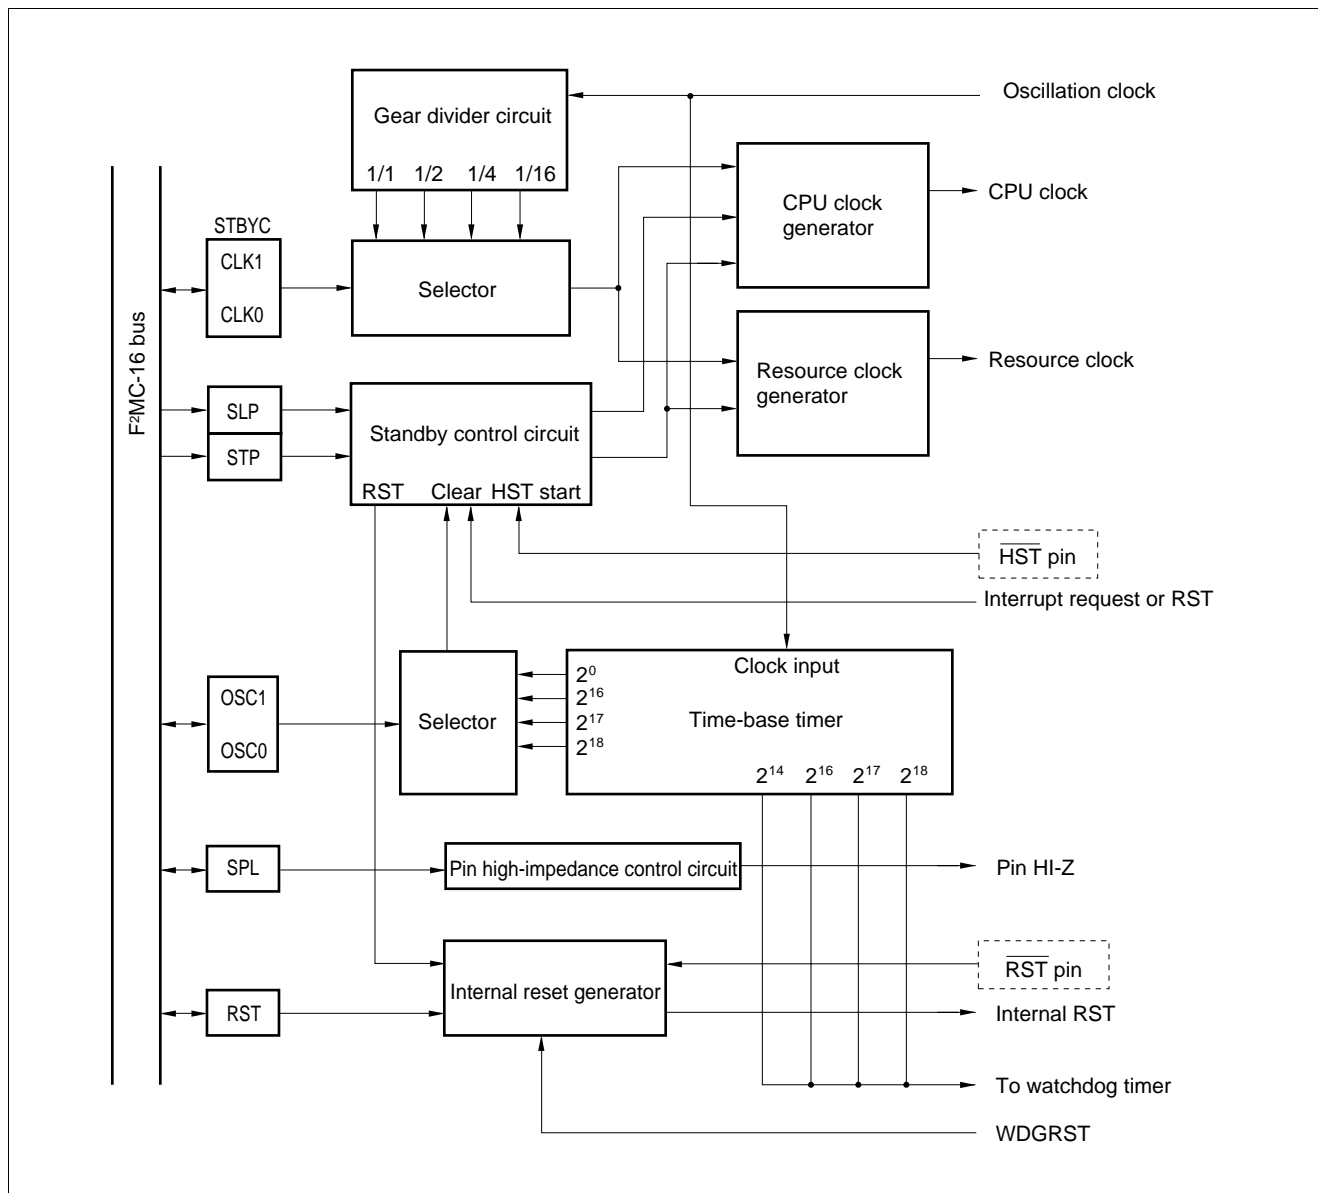 Oscillation clock
Gear divider circuit
1/1 1/2 1/4 1/16
CPU clock
CPU clock
generator
STBYC
CLK1
CLK0
Selector
F²MC-16 bus
Resource clock
Resource clock
generator
SLP
STP
Standby control circuit
RST Clear HST start
HST pin
Interrupt request or RST
OSC1
OSC0
Selector
Clock input
Time-base timer
2⁰
2¹⁶
2¹⁷
2¹⁸
2¹⁴ 2¹⁶ 2¹⁷ 2¹⁸
SPL
Pin high-impedance control circuit
Pin HI-Z
RST pin
Internal reset generator
RST
Internal RST
To watchdog timer
WDGRST